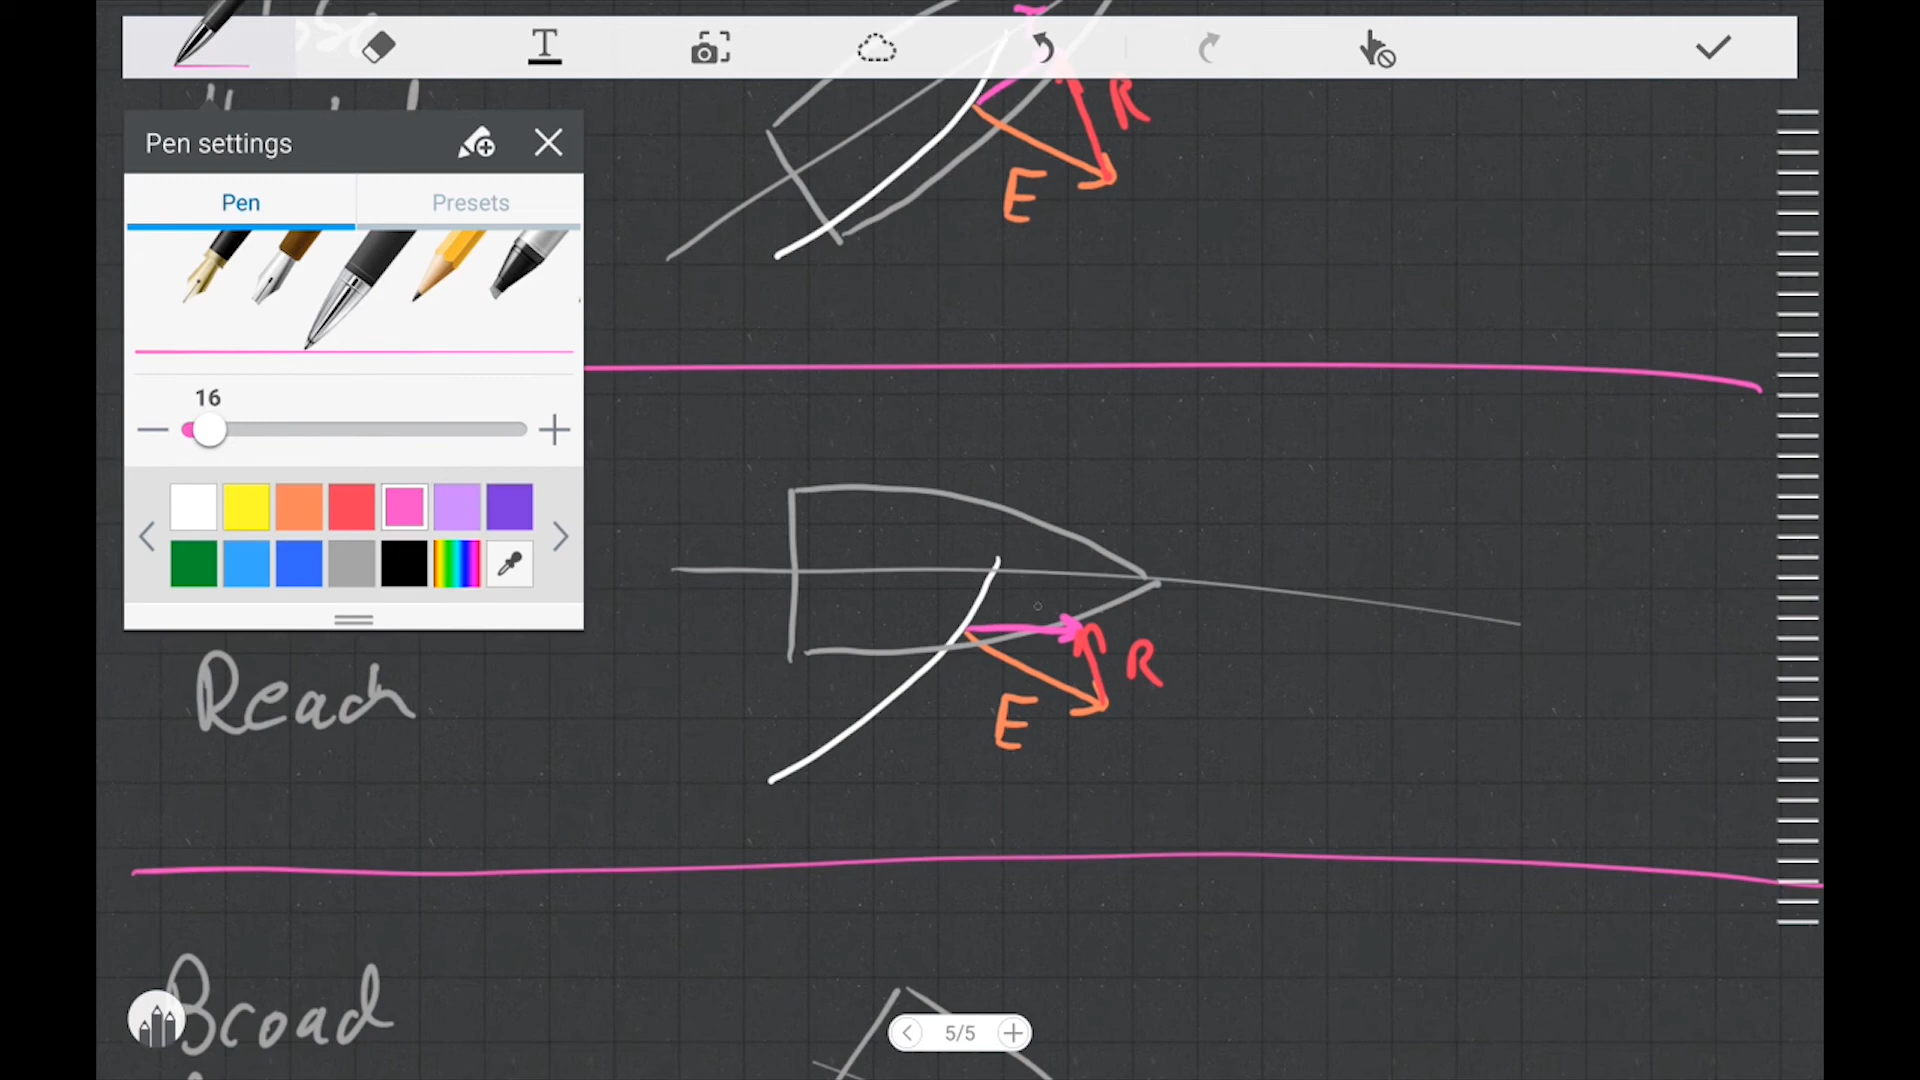 T
R
E
Pen settings
Pen Presets
16
R
E
Reach
Broad
5/5